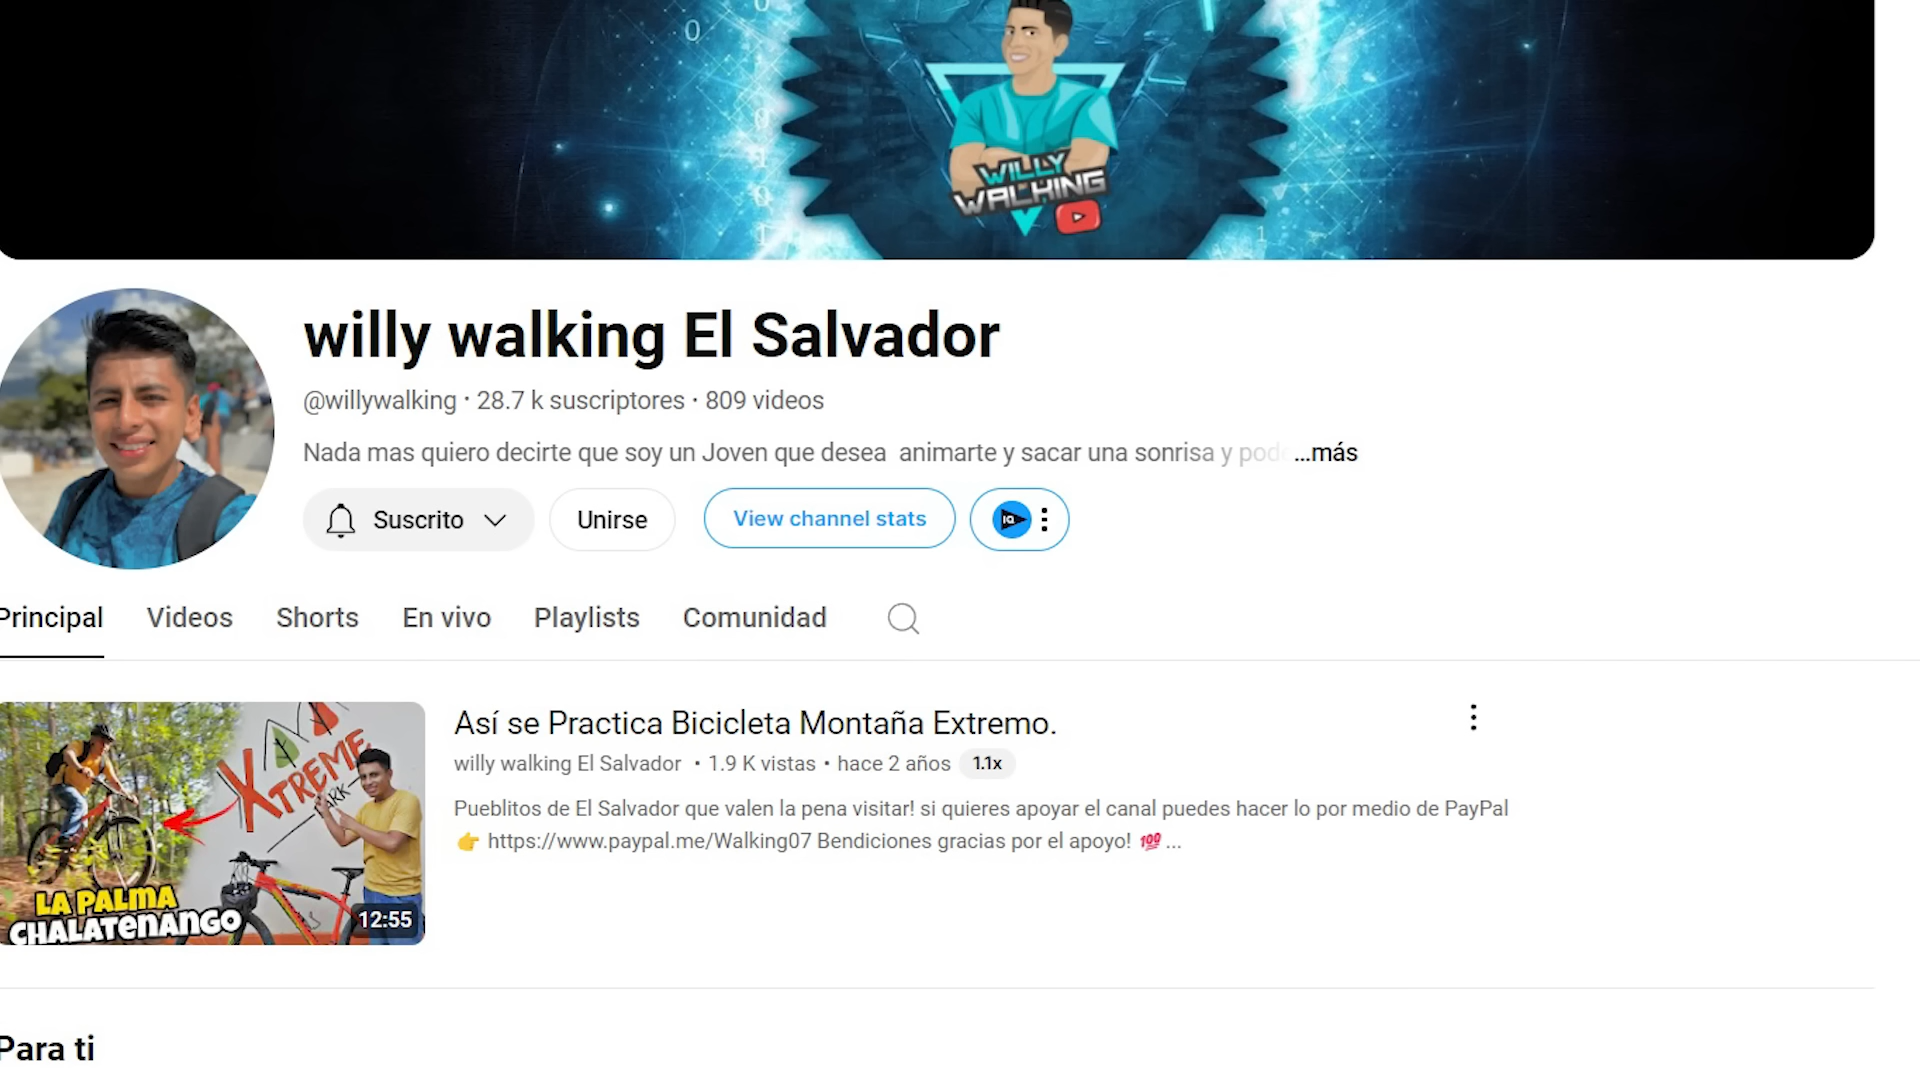 WILLY
WALKING
willy walking El Salvador
@willywalking · 28.7 k suscriptores · 809 videos
Nada mas quiero decirte que soy un Joven que desea  animarte y sacar una sonrisa y pod ...más
Suscrito
Unirse
View channel stats
IQ
Principal
Videos
Shorts
En vivo
Playlists
Comunidad
XTREME
LA PALMA
CHALATENANGO
12:55
Así se Practica Bicicleta Montaña Extremo.
willy walking El Salvador • 1.9 K vistas • hace 2 años 1.1x
Pueblitos de El Salvador que valen la pena visitar! si quieres apoyar el canal puedes hacer lo por medio de PayPal
👉 https://www.paypal.me/Walking07 Bendiciones gracias por el apoyo! 💯 ...
Para ti